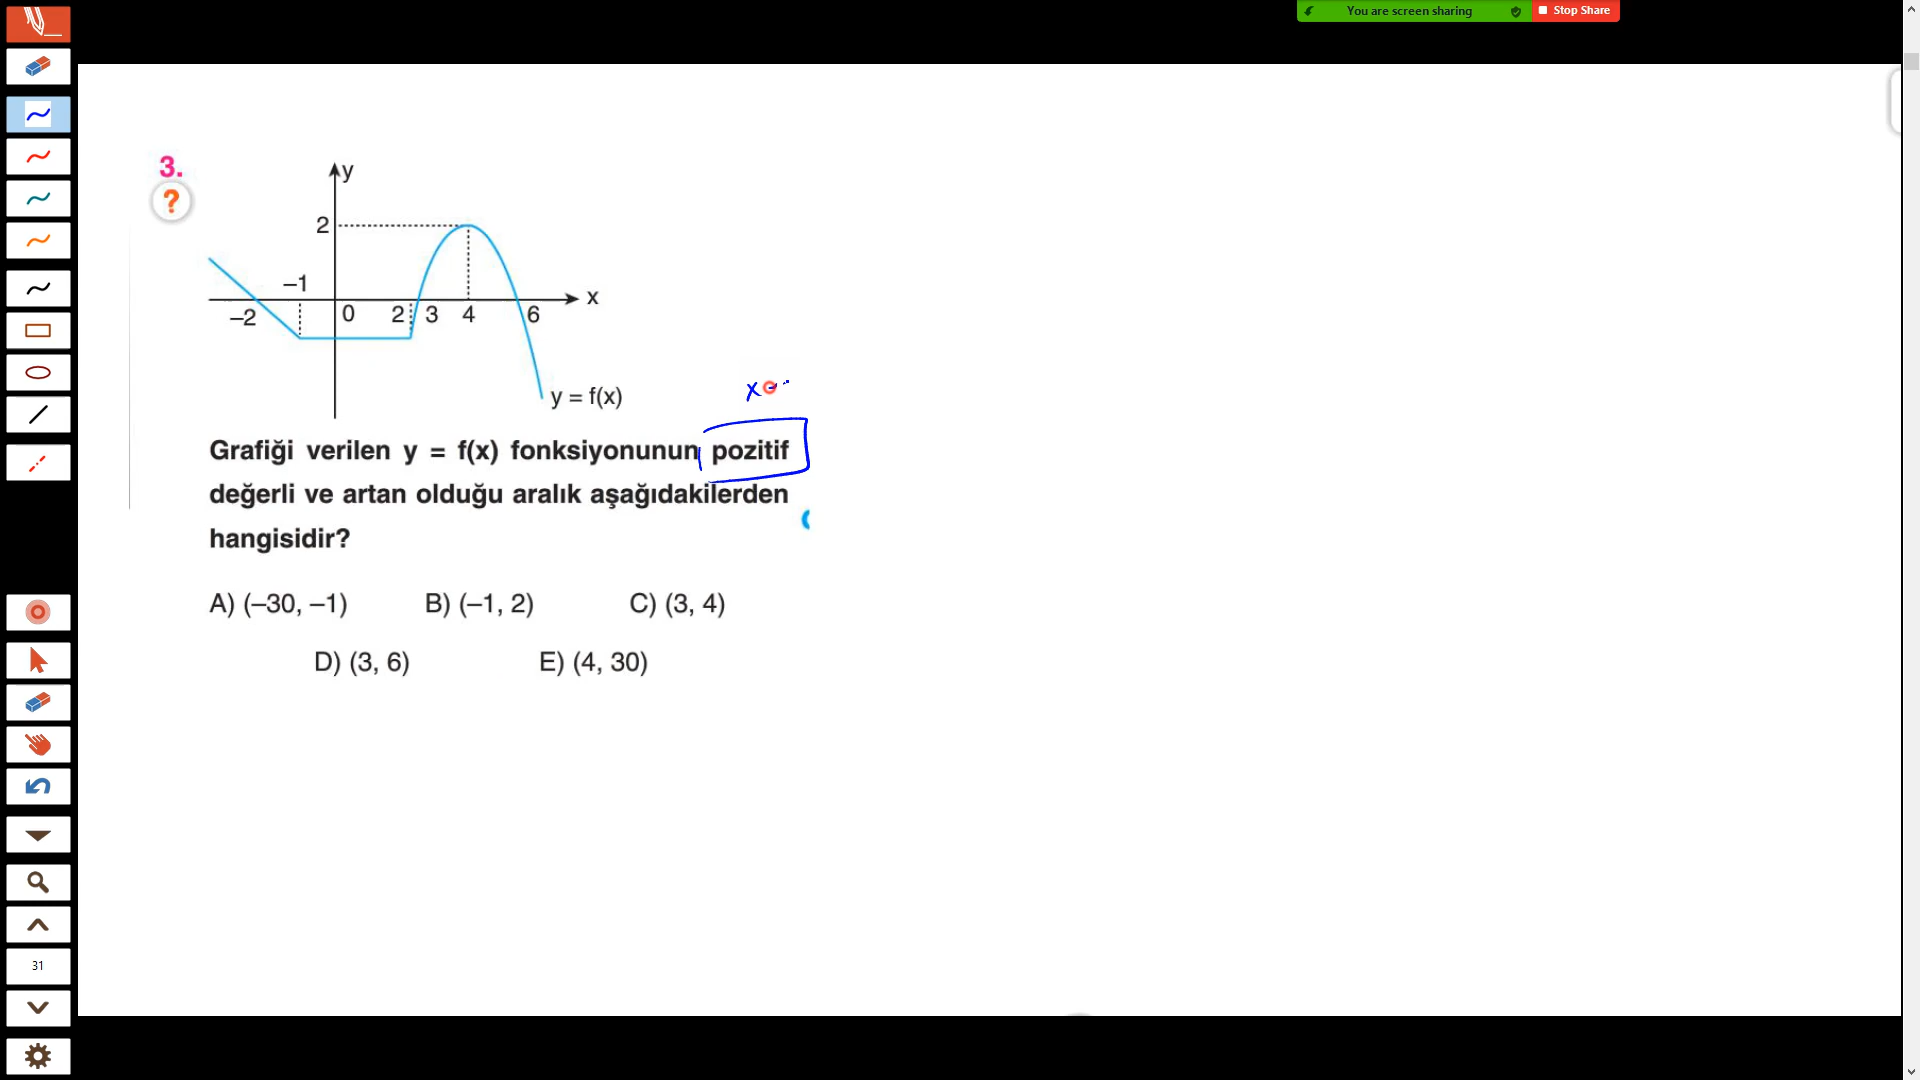 You are screen sharing
Stop Share
3.
?
y
2
–1
x
–2
0
2
3
4
6
y = f(x)
x
Grafiği verilen y = f(x) fonksiyonunun pozitif
değerli ve artan olduğu aralık aşağıdakilerden
hangisidir?
A) (–30, –1)
B) (–1, 2)
C) (3, 4)
D) (3, 6)
E) (4, 30)
31